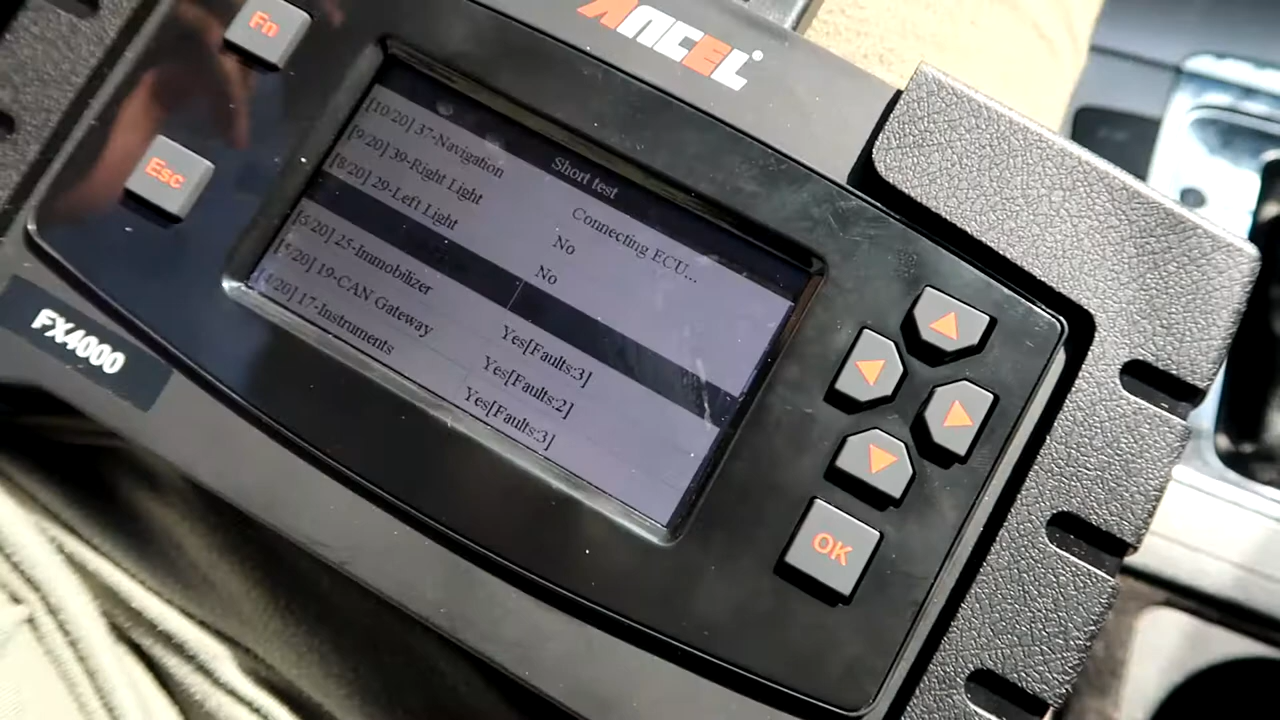 ANCEL®
Fn
Esc
Short test
[10/20] 37-Navigation Connecting ECU...
[9/20] 39-Right Light No
[8/20] 29-Left Light No
[6/20] 25-Immobilizer Yes[Faults:3]
[5/20] 19-CAN Gateway Yes[Faults:2]
[4/20] 17-Instruments Yes[Faults:3]
FX4000
OK